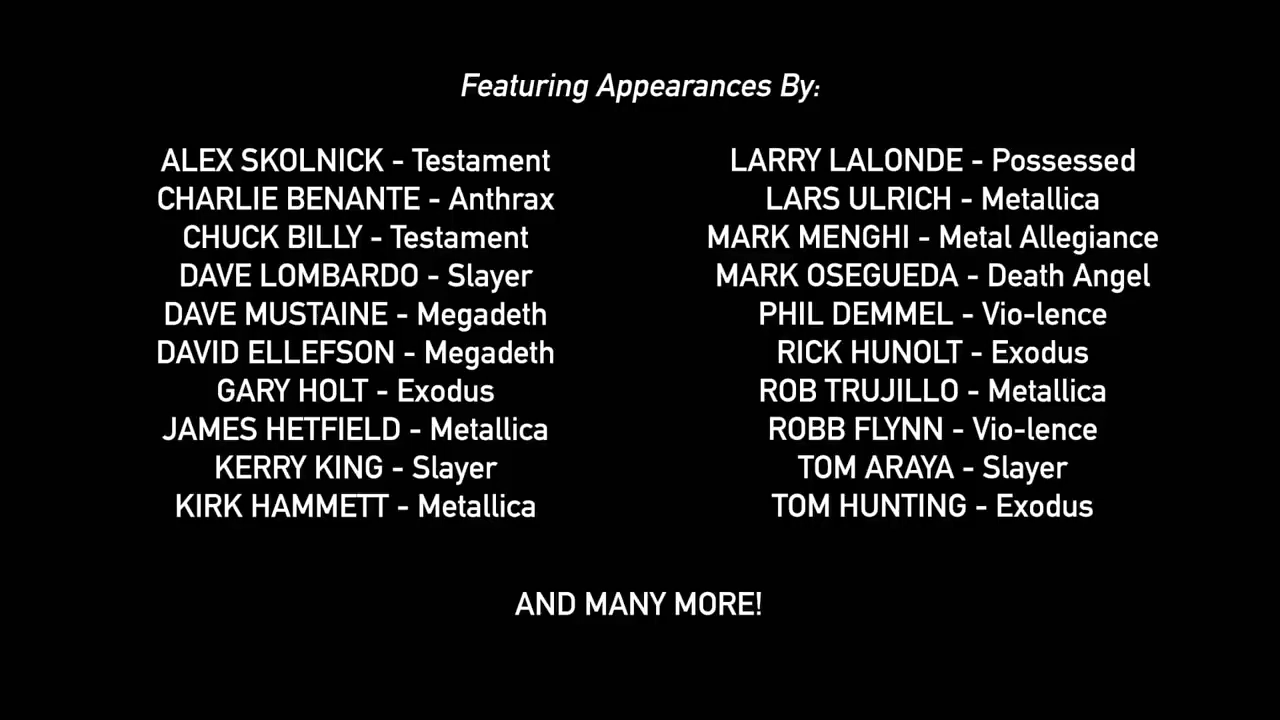 Featuring Appearances By:
ALEX SKOLNICK - Testament
CHARLIE BENANTE - Anthrax
CHUCK BILLY - Testament
DAVE LOMBARDO - Slayer
DAVE MUSTAINE - Megadeth
DAVID ELLEFSON - Megadeth
GARY HOLT - Exodus
JAMES HETFIELD - Metallica
KERRY KING - Slayer
KIRK HAMMETT - Metallica
LARRY LALONDE - Possessed
LARS ULRICH - Metallica
MARK MENGHI - Metal Allegiance
MARK OSEGUEDA - Death Angel
PHIL DEMMEL - Vio-lence
RICK HUNOLT - Exodus
ROB TRUJILLO - Metallica
ROBB FLYNN - Vio-lence
TOM ARAYA - Slayer
TOM HUNTING - Exodus
AND MANY MORE!